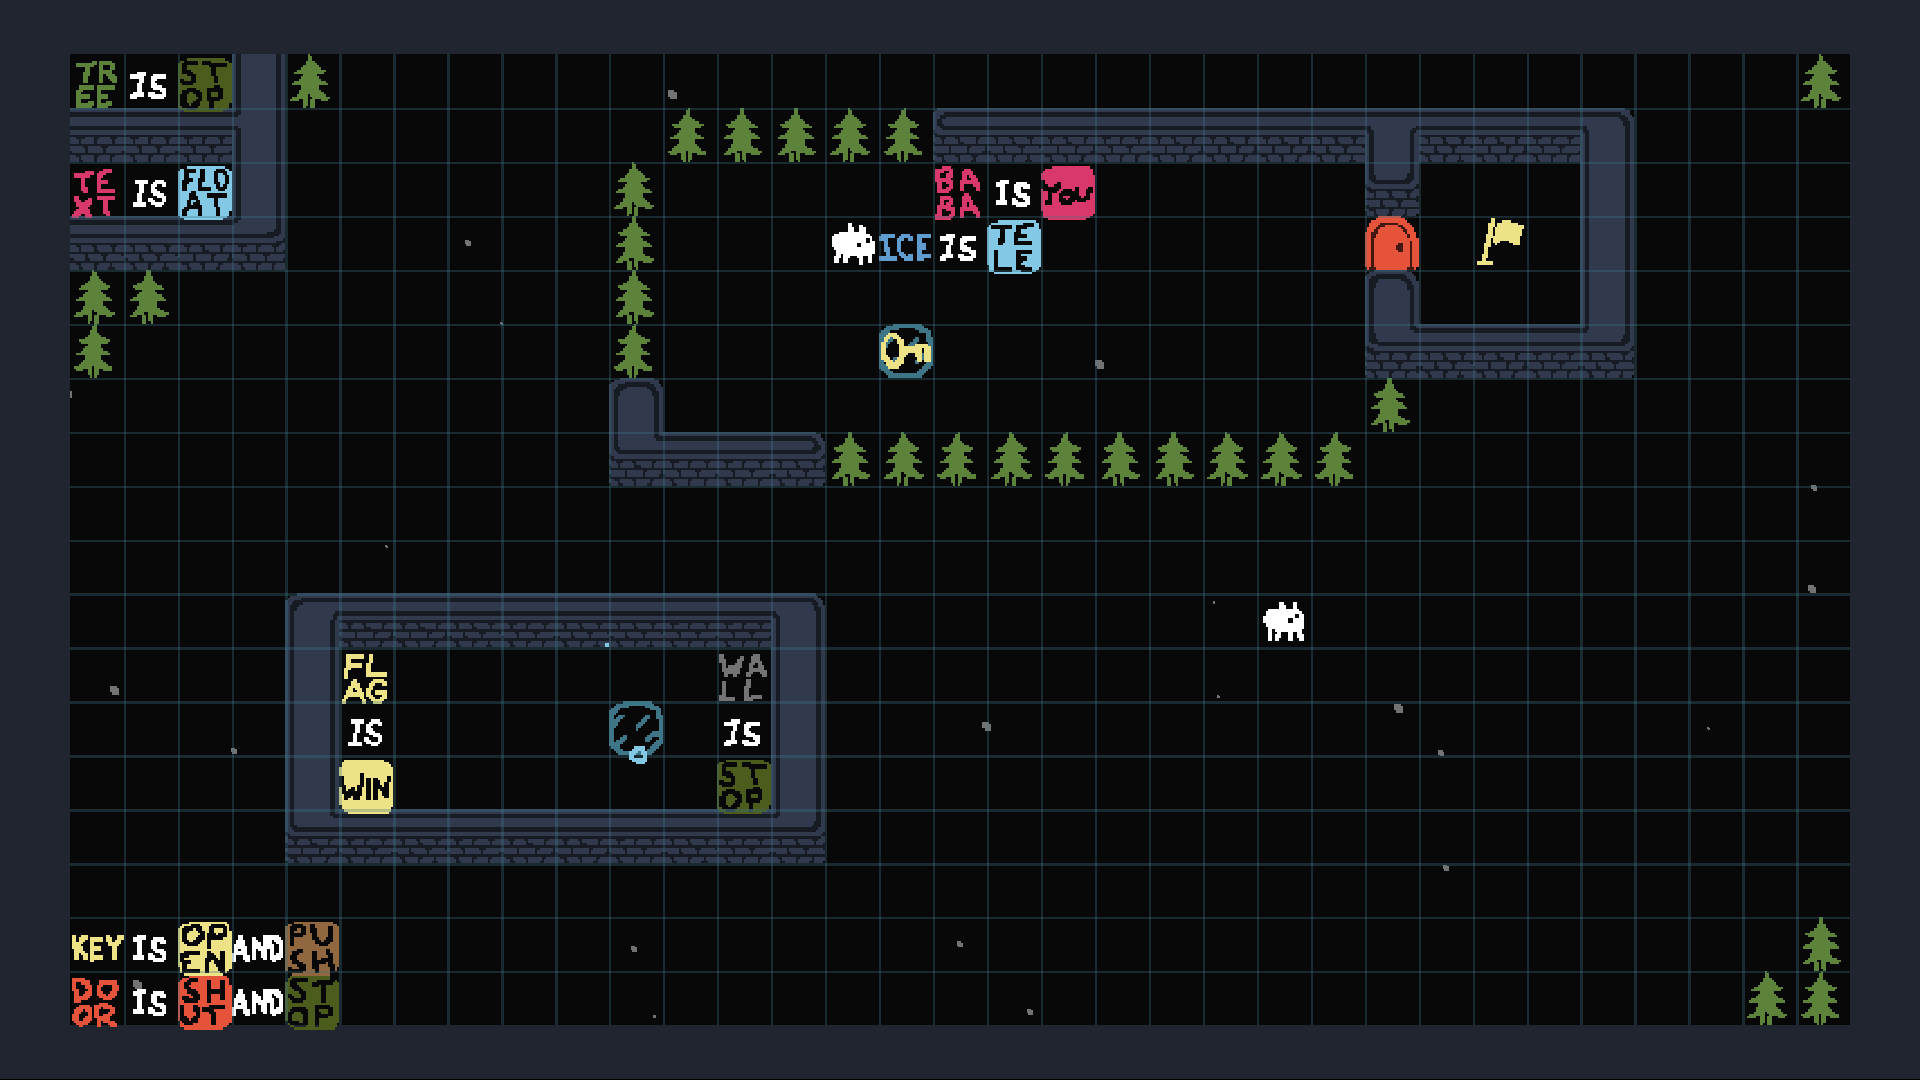 TREE IS STOP
TEXT IS FLOAT
BABA IS YOU
ICE IS TELE
FLAG
IS
WIN
WALL
IS
STOP
KEY IS OPEN AND PUSH
DOOR IS SHUT AND STOP